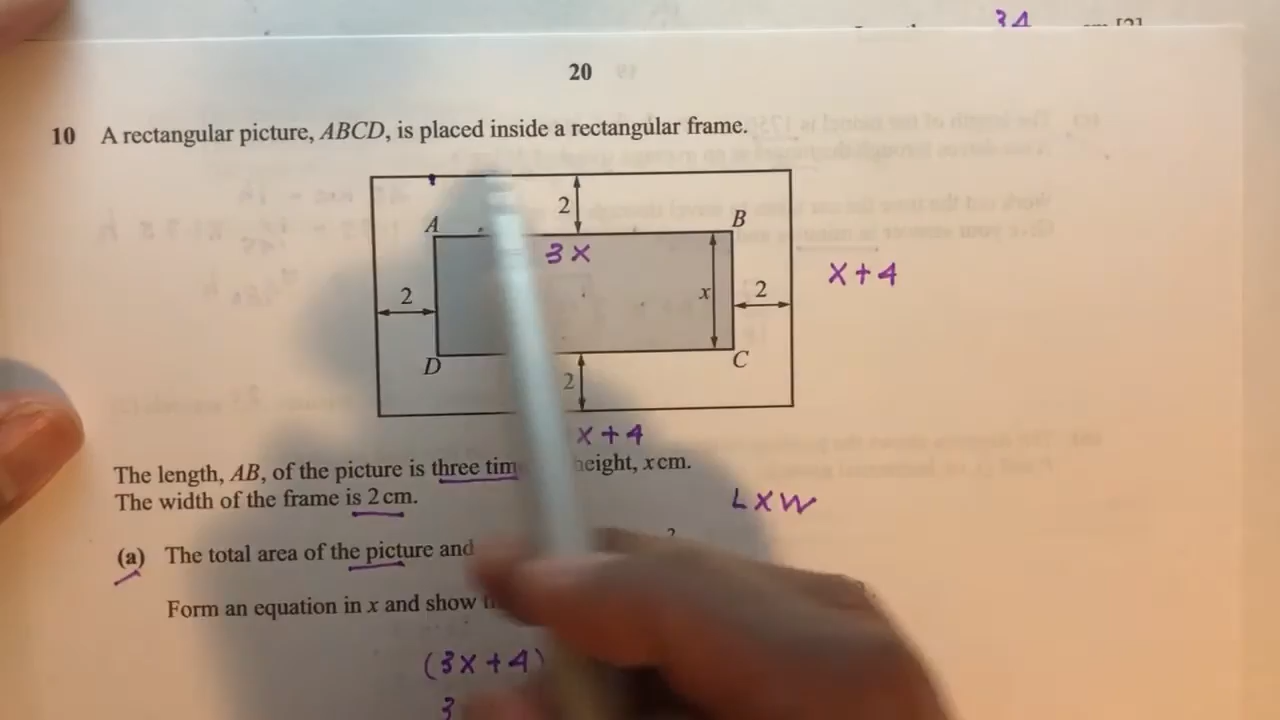 34
20
10 A rectangular picture, ABCD, is placed inside a rectangular frame.
2
A B
3x
x+4
2 x 2
D C
2
x+4
The length, AB, of the picture is three height, x cm.
The width of the frame is 2 cm.
L x W
(a) The total area of the picture and
Form an equation in x and show
(3x+4)
3